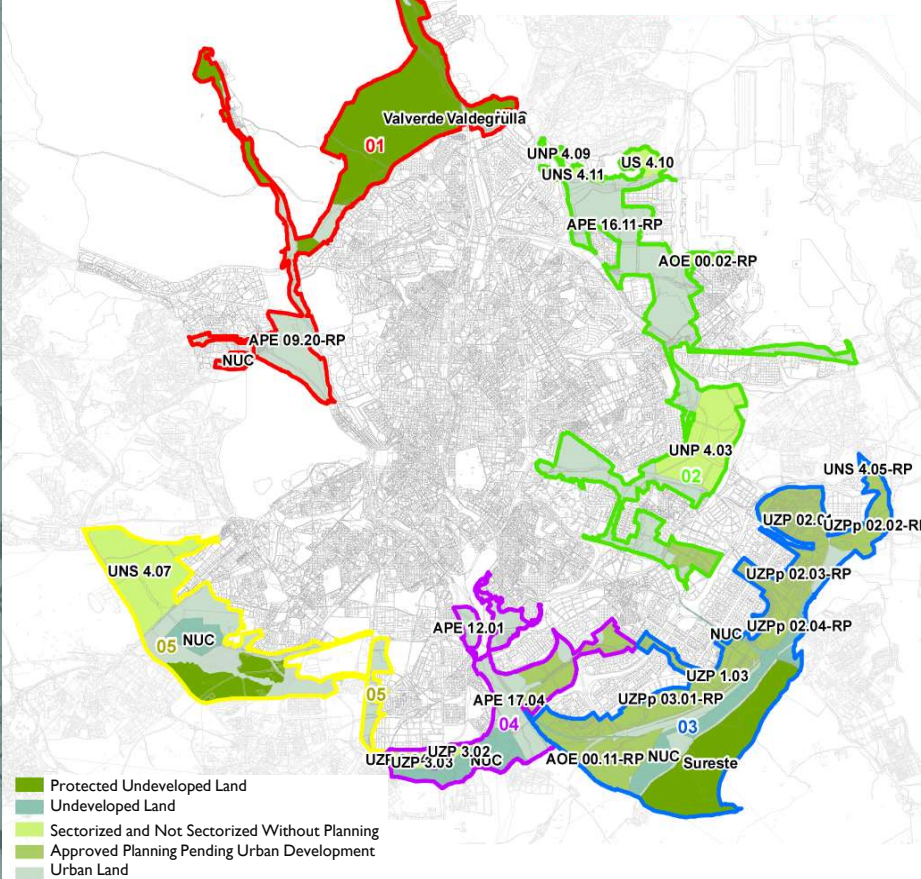 Valverde Valdegrulla
01
UNP 4.09
US 4.10
UNS 4.11
APE 16.11-RP
AOE 00.02-RP
APE 09.20-RP
NUC
UNP 4.03
02
UNS 4.05-RP
UZP 02.0
UZPp 02.02-RP
UNS 4.07
UZPp 02.03-RP
NUC
05
APE 12.01
NUC
UZPp 02.04-RP
UZP 1.03
05
APE 17.04
UZPp 03.01-RP
04
03
UZP 3.02
UZP 3.03
NUC
AOE 00.11-RP
NUC
Sureste
Protected Undeveloped Land
Undeveloped Land
Sectorized and Not Sectorized Without Planning
Approved Planning Pending Urban Development
Urban Land